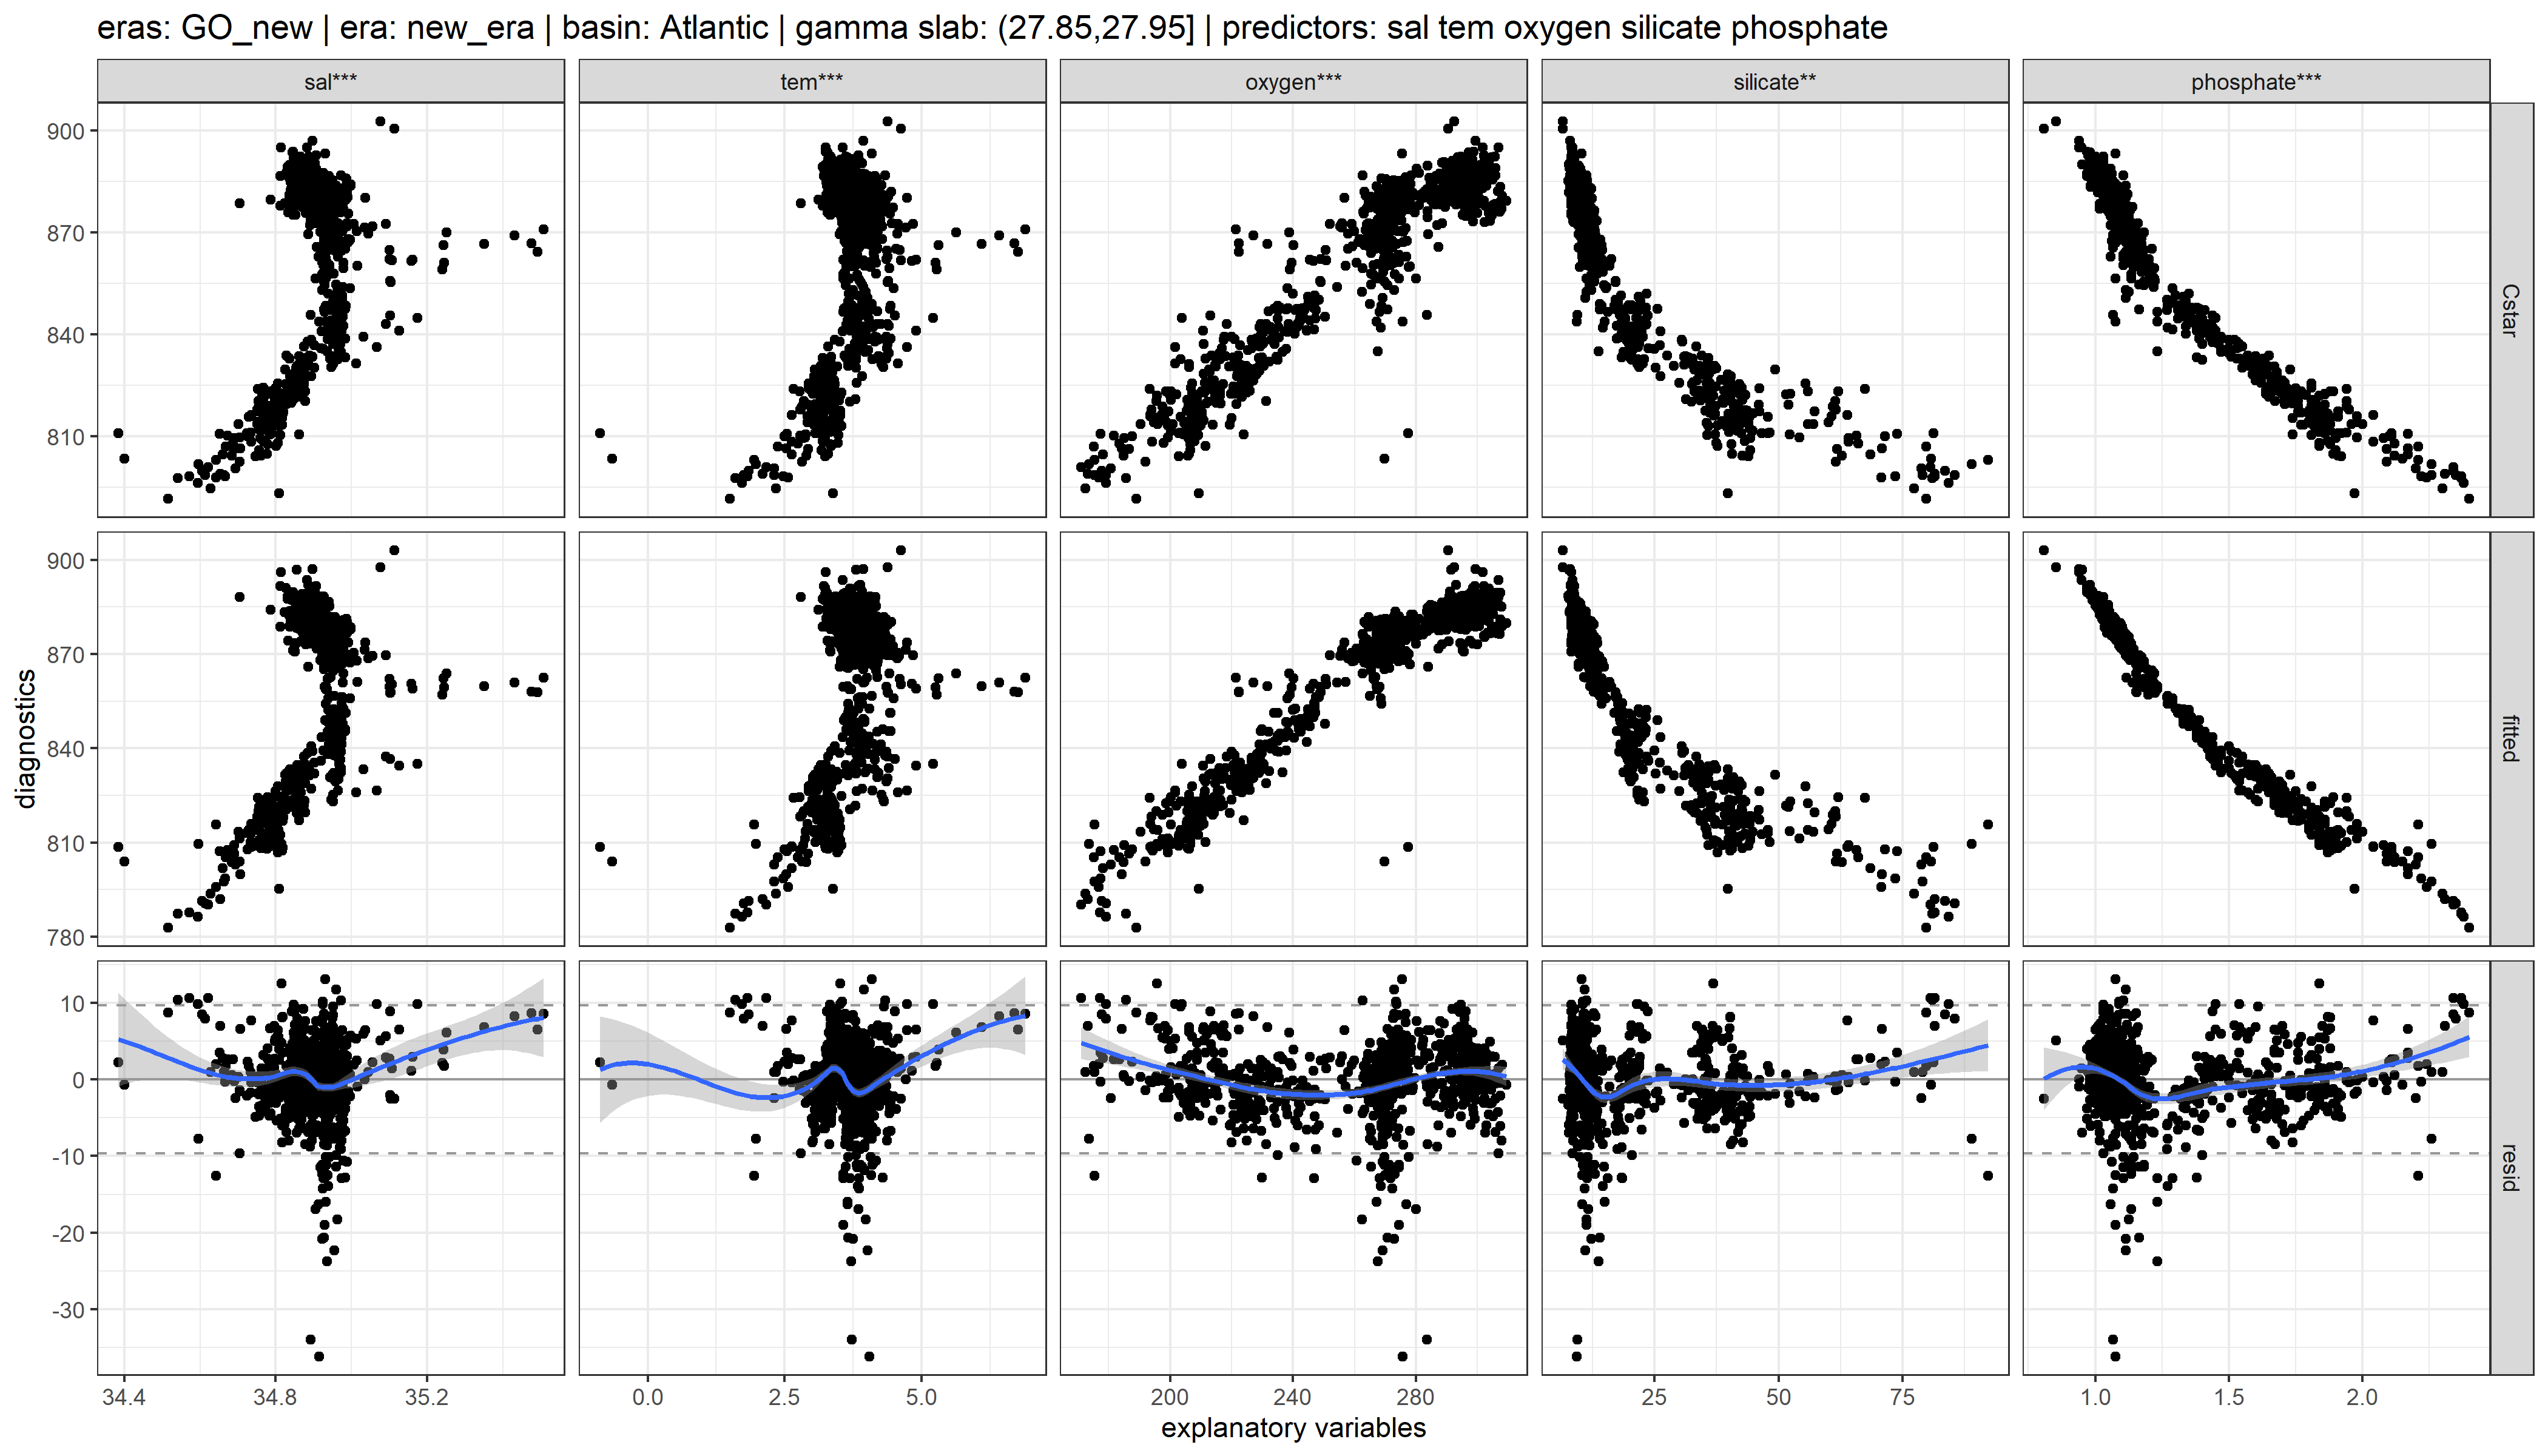 eras: GO_new | era: new_era | basin: Atlantic | gamma slab: (27.85,27.95] | predictors: sal tem oxygen silicate phosphate
sal*** tem*** oxygen*** silicate** phosphate***
900
870
840
810
Cstar
900
870
840
810
780
fitted
diagnostics
10
0
-10
-20
-30
resid
34.4 34.8 35.2 0.0 2.5 5.0 200 240 280 25 50 75 1.0 1.5 2.0
explanatory variables